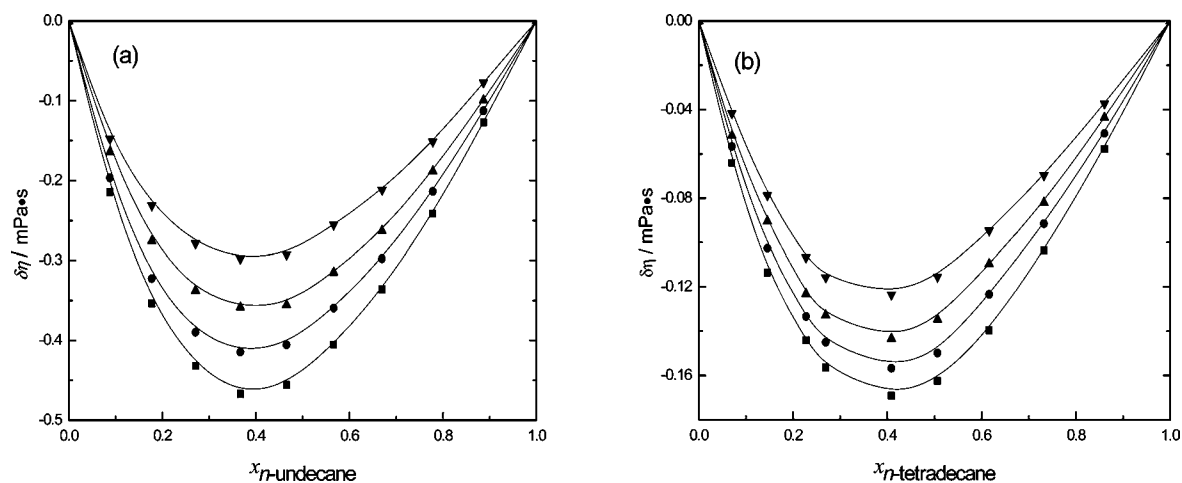 (a)
0.0
-0.1
-0.2
-0.3
-0.4
-0.5
δη / mPa•s
0.0 0.2 0.4 0.6 0.8 1.0
xn-undecane
(b)
0.00
-0.04
-0.08
-0.12
-0.16
δη / mPa•s
0.0 0.2 0.4 0.6 0.8 1.0
xn-tetradecane